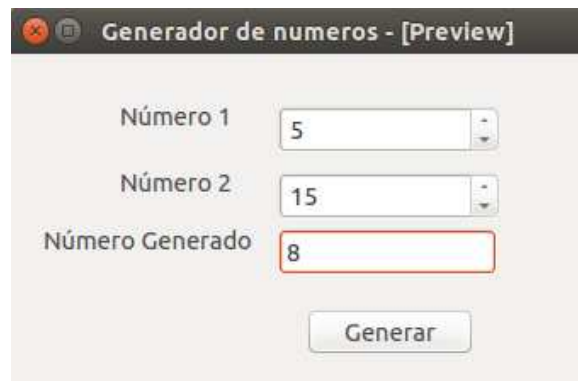 Generador de numeros - [Preview]
Número 1
5
Número 2
15
Número Generado
8
Generar